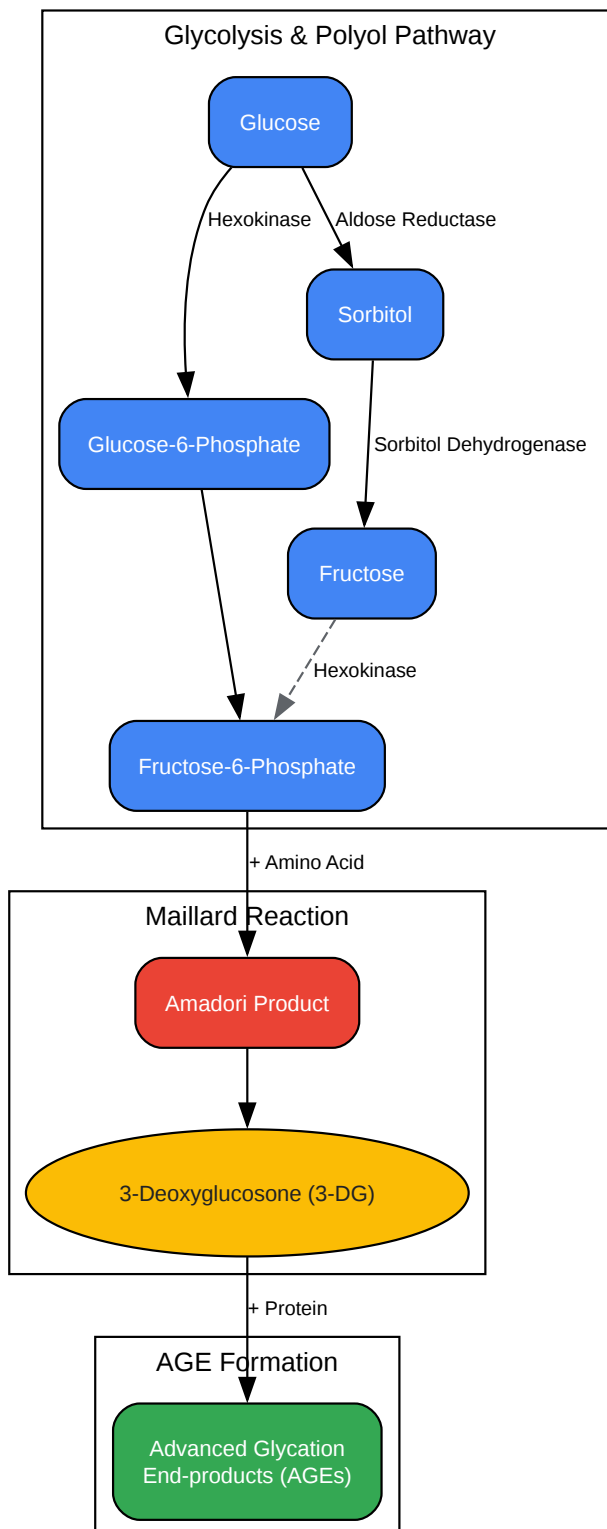 Glycolysis & Polyol Pathway
Glucose
Hexokinase
Aldose Reductase
Sorbitol
Glucose-6-Phosphate
Sorbitol Dehydrogenase
Fructose
Hexokinase
Fructose-6-Phosphate
+ Amino Acid
Maillard Reaction
Amadori Product
3-Deoxyglucosone (3-DG)
+ Protein
AGE Formation
Advanced Glycation
End-products (AGEs)